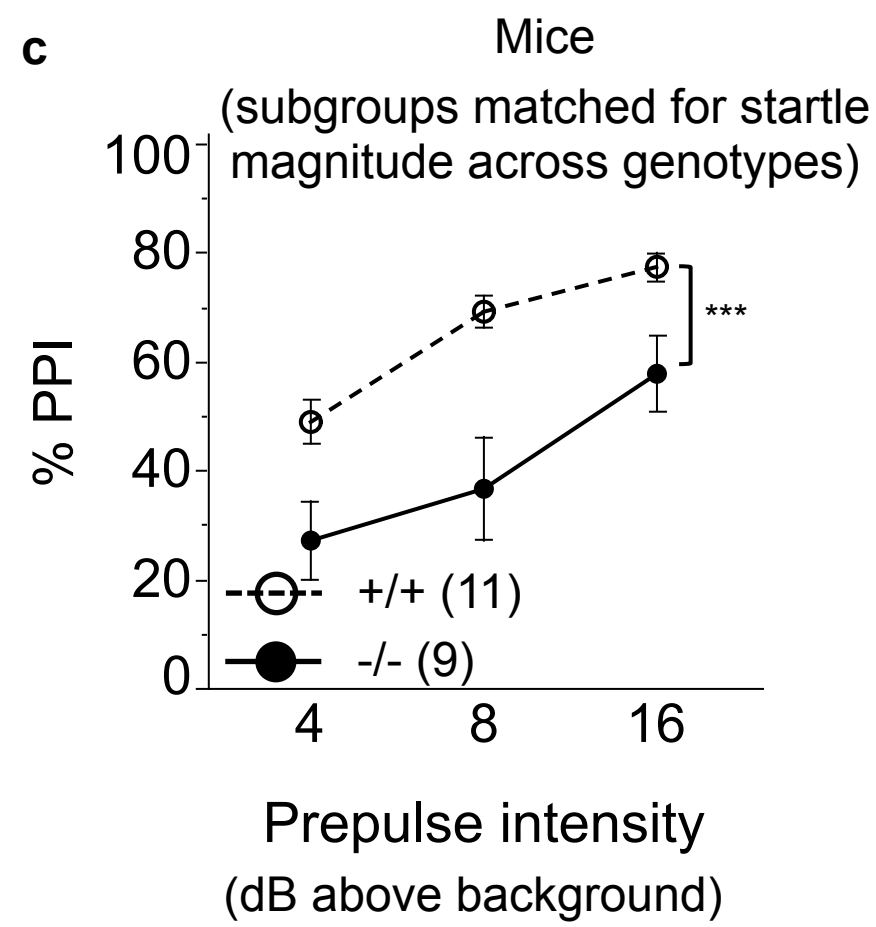 c
Mice
(subgroups matched for startle
magnitude across genotypes)
100
80
60
40
20
0
% PPI
***
+/+ (11)
-/- (9)
4 8 16
Prepulse intensity
(dB above background)